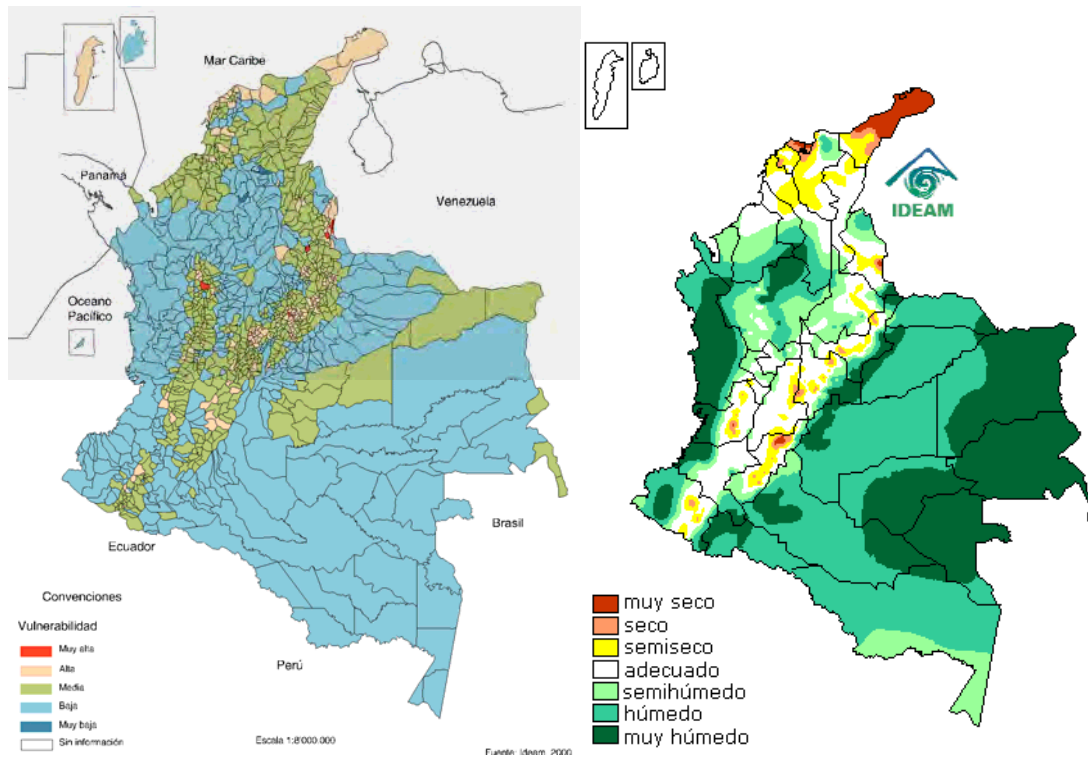 Mar Caribe
Panamá
Venezuela
Oceano
Pacífico
Brasil
Ecuador
Perú
Convenciones
Vulnerabilidad
Muy alta
Alta
Media
Baja
Muy baja
Sin información
Escala 1:8'000.000
Fuente: Ideam, 2000
IDEAM
muy seco
seco
semiseco
adecuado
semihúmedo
húmedo
muy húmedo